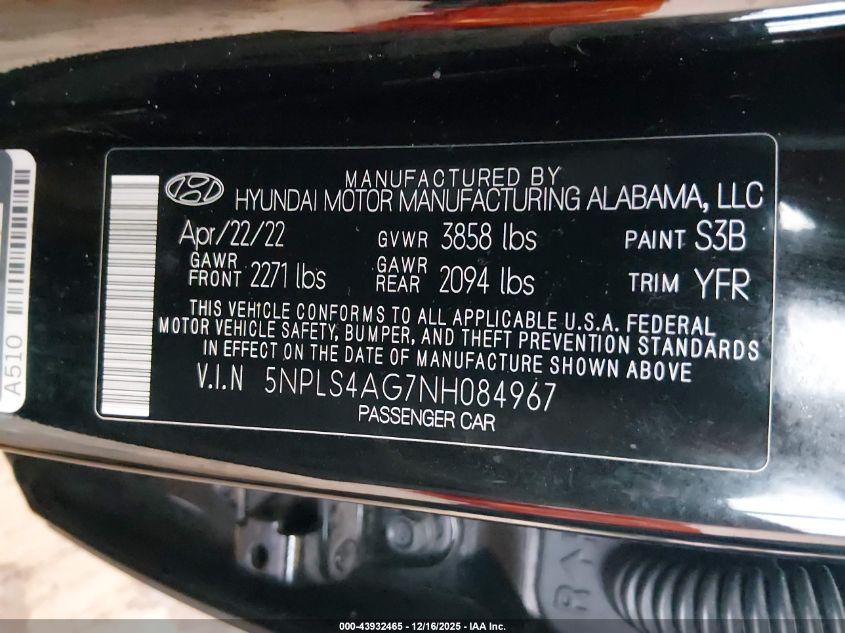 MANUFACTURED BY
HYUNDAI MOTOR MANUFACTURING ALABAMA, LLC
Apr/22/22 GVWR 3858 lbs PAINT S3B
GAWR FRONT 2271 lbs GAWR REAR 2094 lbs TRIM YFR
THIS VEHICLE CONFORMS TO ALL APPLICABLE U.S.A. FEDERAL
MOTOR VEHICLE SAFETY, BUMPER, AND THEFT PREVENTION STANDARDS
IN EFFECT ON THE DATE OF MANUFACTURE SHOWN ABOVE
V.I.N 5NPLS4AG7NH084967
PASSENGER CAR
A510
000-43932465 - 12/16/2025 - IAA Inc.